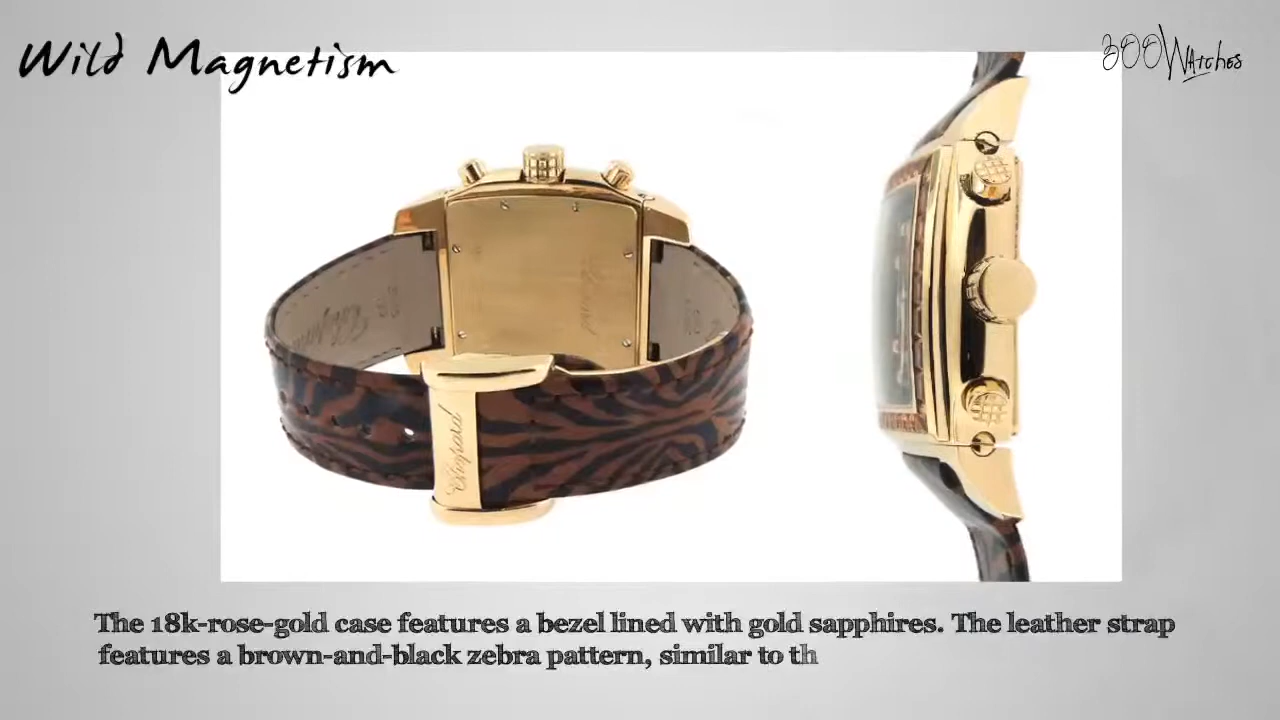 Wild Magnetism
300Watches
Chopard
The 18k-rose-gold case features a bezel lined with gold sapphires. The leather strap
features a brown-and-black zebra pattern, similar to th